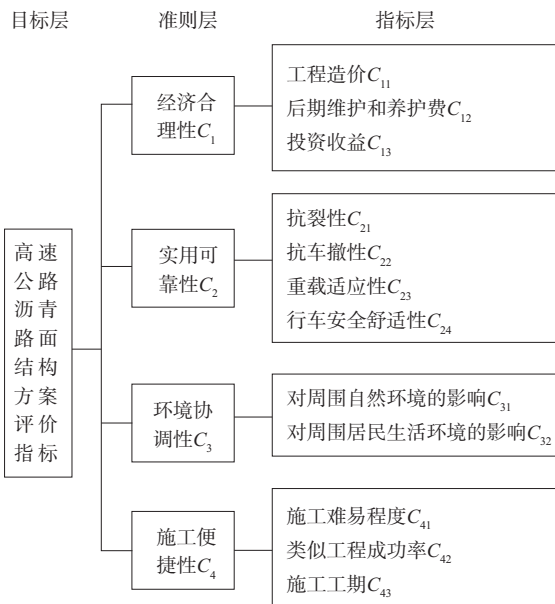 目标层
准则层
指标层
高速
公路
沥青
路面
结构
方案
评价
指标
经济合
理性C₁
工程造价C₁₁
后期维护和养护费C₁₂
投资收益C₁₃
实用可
靠性C₂
抗裂性C₂₁
抗车撤性C₂₂
重载适应性C₂₃
行车安全舒适性C₂₄
环境协
调性C₃
对周围自然环境的影响C₃₁
对周围居民生活环境的影响C₃₂
施工便
捷性C₄
施工难易程度C₄₁
类似工程成功率C₄₂
施工工期C₄₃